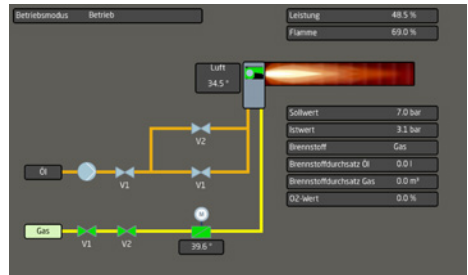 Betriebsmodus Betrieb
Leistung 48.5 %
Flamme 69.0 %
Luft
34.5 °
Sollwert 7.0 bar
Istwert 3.1 bar
Brennstoff Gas
Brennstoffdurchsatz Öl 0.0 l
Brennstoffdurchsatz Gas 0.0 m³
O2-Wert 0.0 %
V2
Öl
V1
V1
M
Gas
V1
V2
39.6 °